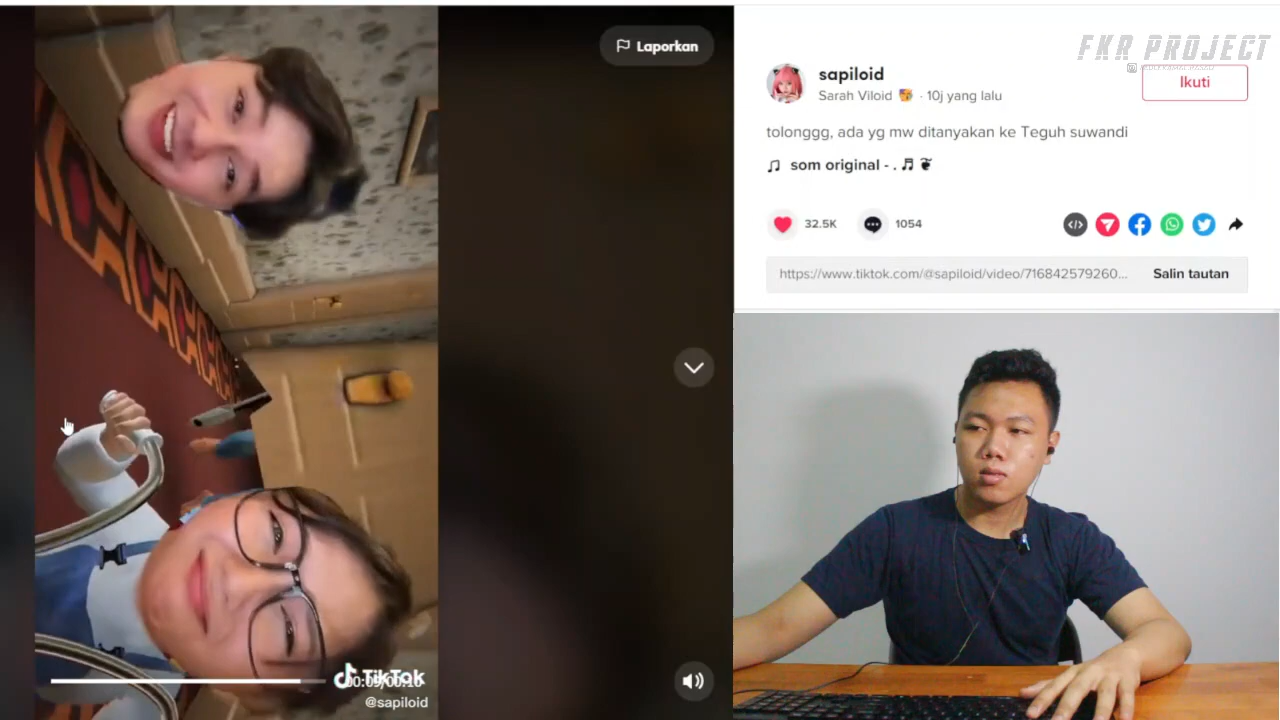 Laporkan
TikTok
@sapiloid
FKR PROJECT
sapiloid
Sarah Viloid · 10j yang lalu
Ikuti
tolonggg, ada yg mw ditanyakan ke Teguh suwandi
som original - .
32.5K
1054
https://www.tiktok.com/@sapiloid/video/716842579260...
Salin tautan